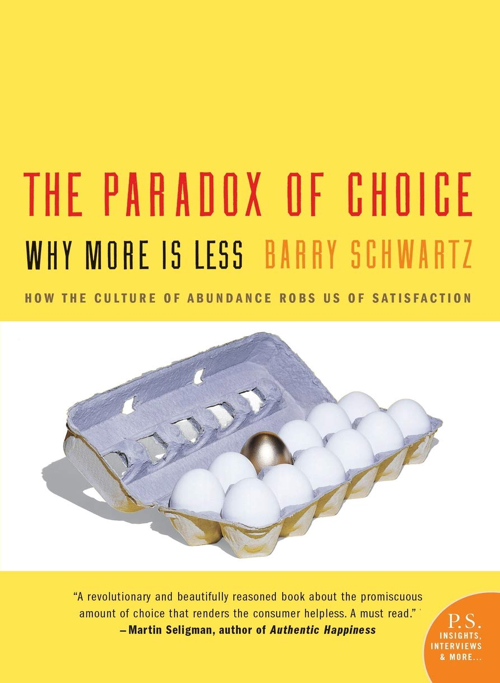 THE PARADOX OF CHOICE
WHY MORE IS LESS BARRY SCHWARTZ
HOW THE CULTURE OF ABUNDANCE ROBS US OF SATISFACTION
“A revolutionary and beautifully reasoned book about the promiscuous
amount of choice that renders the consumer helpless. A must read.”
—Martin Seligman, author of Authentic Happiness
P.S.
INSIGHTS,
INTERVIEWS
& MORE...